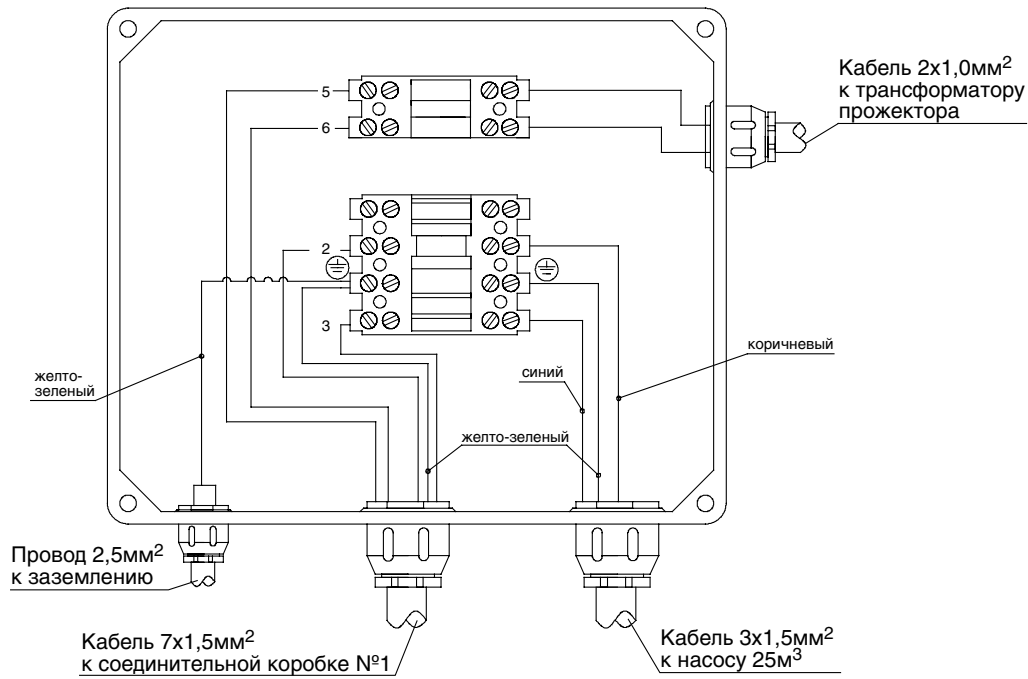 Кабель 2х1,0мм²
к трансформатору
прожектора
5
6
2
3
желто-
зеленый
синий
коричневый
желто-зеленый
Провод 2,5мм²
к заземлению
Кабель 7х1,5мм²
к соединительной коробке №1
Кабель 3х1,5мм²
к насосу 25м³